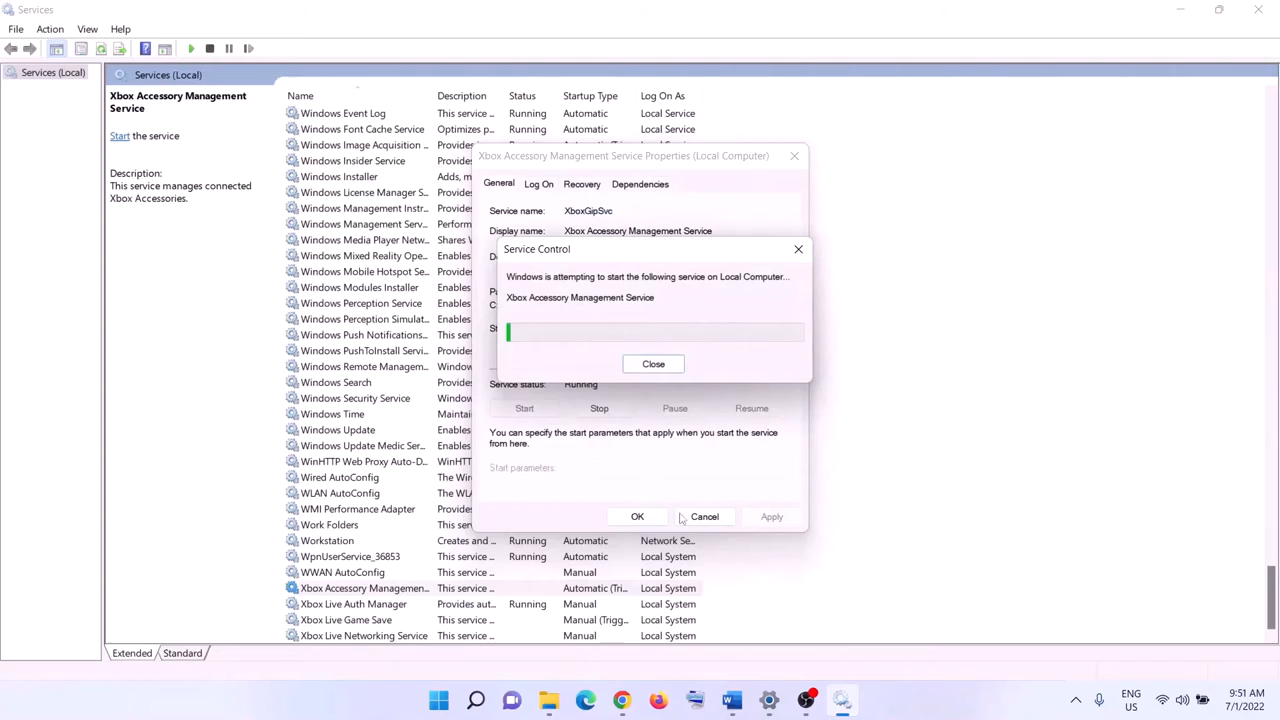 Services
File Action View Help
Services (Local)
Services (Local)
Xbox Accessory Management
Service
Start the service
Description:
This service manages connected
Xbox Accessories.
Name Description Status Startup Type Log On As
Windows Event Log This service ... Running Automatic Local Service
Windows Font Cache Service Optimizes p... Running Automatic Local Service
Windows Image Acquisition ... Provides
Windows Insider Service Provides
Windows Installer Adds, m
Windows License Manager S... Provides
Windows Management Instr... Provides
Windows Management Serv... Perform
Windows Media Player Netw... Shares W
Windows Mixed Reality Ope... Enables
Windows Mobile Hotspot Se... Provides
Windows Modules Installer Enables
Windows Perception Service Enables
Windows Perception Simulat... Enables
Windows Push Notifications... This serv
Windows PushToInstall Servi... Provides
Windows Remote Managem... Window
Windows Search Provides
Windows Security Service Window
Windows Time Maintai
Windows Update Enables
Windows Update Medic Ser... Enables
WinHTTP Web Proxy Auto-D... WinHTT
Wired AutoConfig The Wire
WLAN AutoConfig The WLA
WMI Performance Adapter Provides
Work Folders This serv
Workstation Creates and ... Running Automatic Network Se...
WpnUserService_36853 This service ... Running Automatic Local System
WWAN AutoConfig This service ... Manual Local System
Xbox Accessory Managemen... This service ... Automatic (Tri... Local System
Xbox Live Auth Manager Provides aut... Running Manual Local System
Xbox Live Game Save This service ... Manual (Trigg... Local System
Xbox Live Networking Service This service ... Manual Local System
Extended Standard
Xbox Accessory Management Service Properties (Local Computer)
General Log On Recovery Dependencies
Service name: XboxGipSvc
Display name: Xbox Accessory Management Service
Service Control
Windows is attempting to start the following service on Local Computer...
Xbox Accessory Management Service
Close
Service status: Running
Start Stop Pause Resume
You can specify the start parameters that apply when you start the service
from here.
Start parameters:
OK Cancel Apply
ENG
US
9:51 AM
7/1/2022